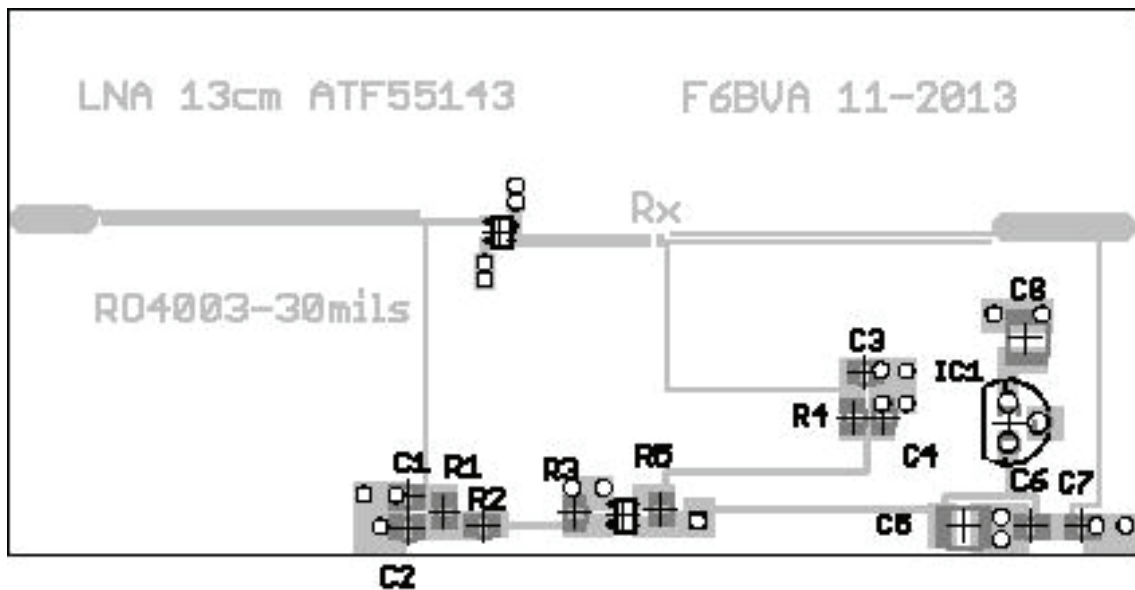 LNA 13cm ATF55143
F6BVA 11-2013
Rx
RO4003-30mils
C8
C3
IC1
R4
C4
C1
R1
R3
R5
C6
C7
R2
C5
C2